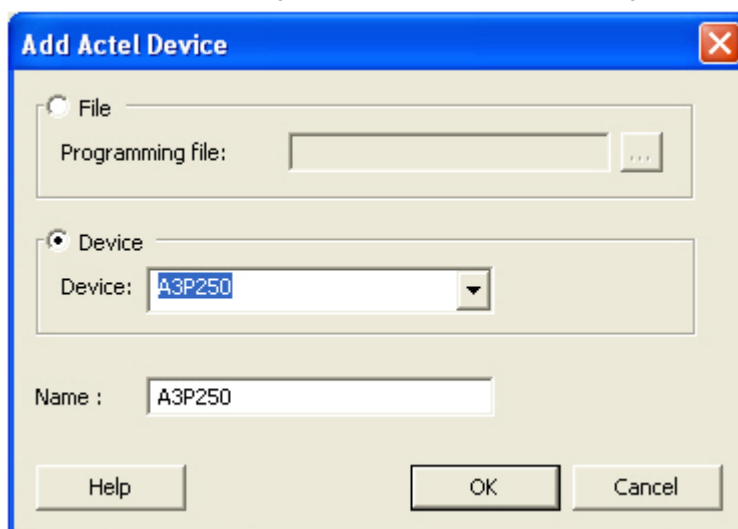 Add Actel Device
File
Programming file:
...
Device
Device: A3P250
Name : A3P250
Help OK Cancel